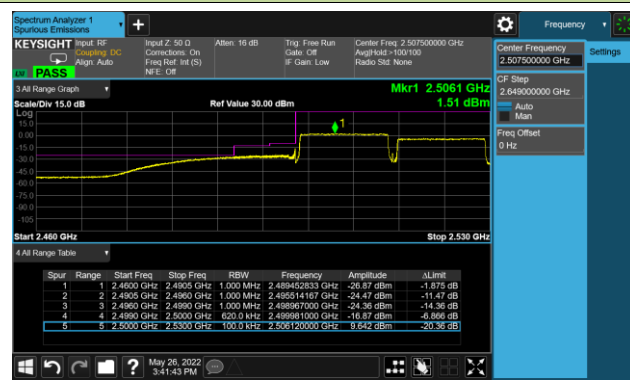 Spectrum Analyzer 1
Spurious Emissions
Frequency
KEYSIGHT
Input: RF
Coupling: DC
Align: Auto
Input Z: 50 Ω
Corrections: On
Freq Ref: Int (S)
NFE: Off
Atten: 16 dB
Trig: Free Run
Gate: Off
IF Gain: Low
Center Freq: 2.507500000 GHz
Avg|Hold:>100/100
Radio Std: None
PASS
Center Frequency
2.507500000 GHz
Settings
CF Step
2.649000000 GHz
Auto
Man
Freq Offset
0 Hz
3 All Range Graph
Mkr1 2.5061 GHz
Scale/Div 15.0 dB
Ref Value 30.00 dBm
1.51 dBm
Log
15.0
0.00
-15.0
-30.0
-45.0
-60.0
-75.0
-90.0
-105
1
Start 2.460 GHz
Stop 2.530 GHz
4 All Range Table
Spur Range Start Freq Stop Freq RBW Frequency Amplitude ΔLimit
1 1 2.4600 GHz 2.4905 GHz 1.000 MHz 2.489452833 GHz -26.87 dBm -1.875 dB
2 2 2.4905 GHz 2.4960 GHz 1.000 MHz 2.495514167 GHz -24.47 dBm -11.47 dB
3 3 2.4960 GHz 2.4990 GHz 1.000 MHz 2.498967000 GHz -24.36 dBm -14.36 dB
4 4 2.4990 GHz 2.5000 GHz 620.0 kHz 2.499981000 GHz -16.87 dBm -6.866 dB
5 5 2.5000 GHz 2.5300 GHz 100.0 kHz 2.506120000 GHz 9.642 dBm -20.36 dB
May 26, 2022
3:41:43 PM